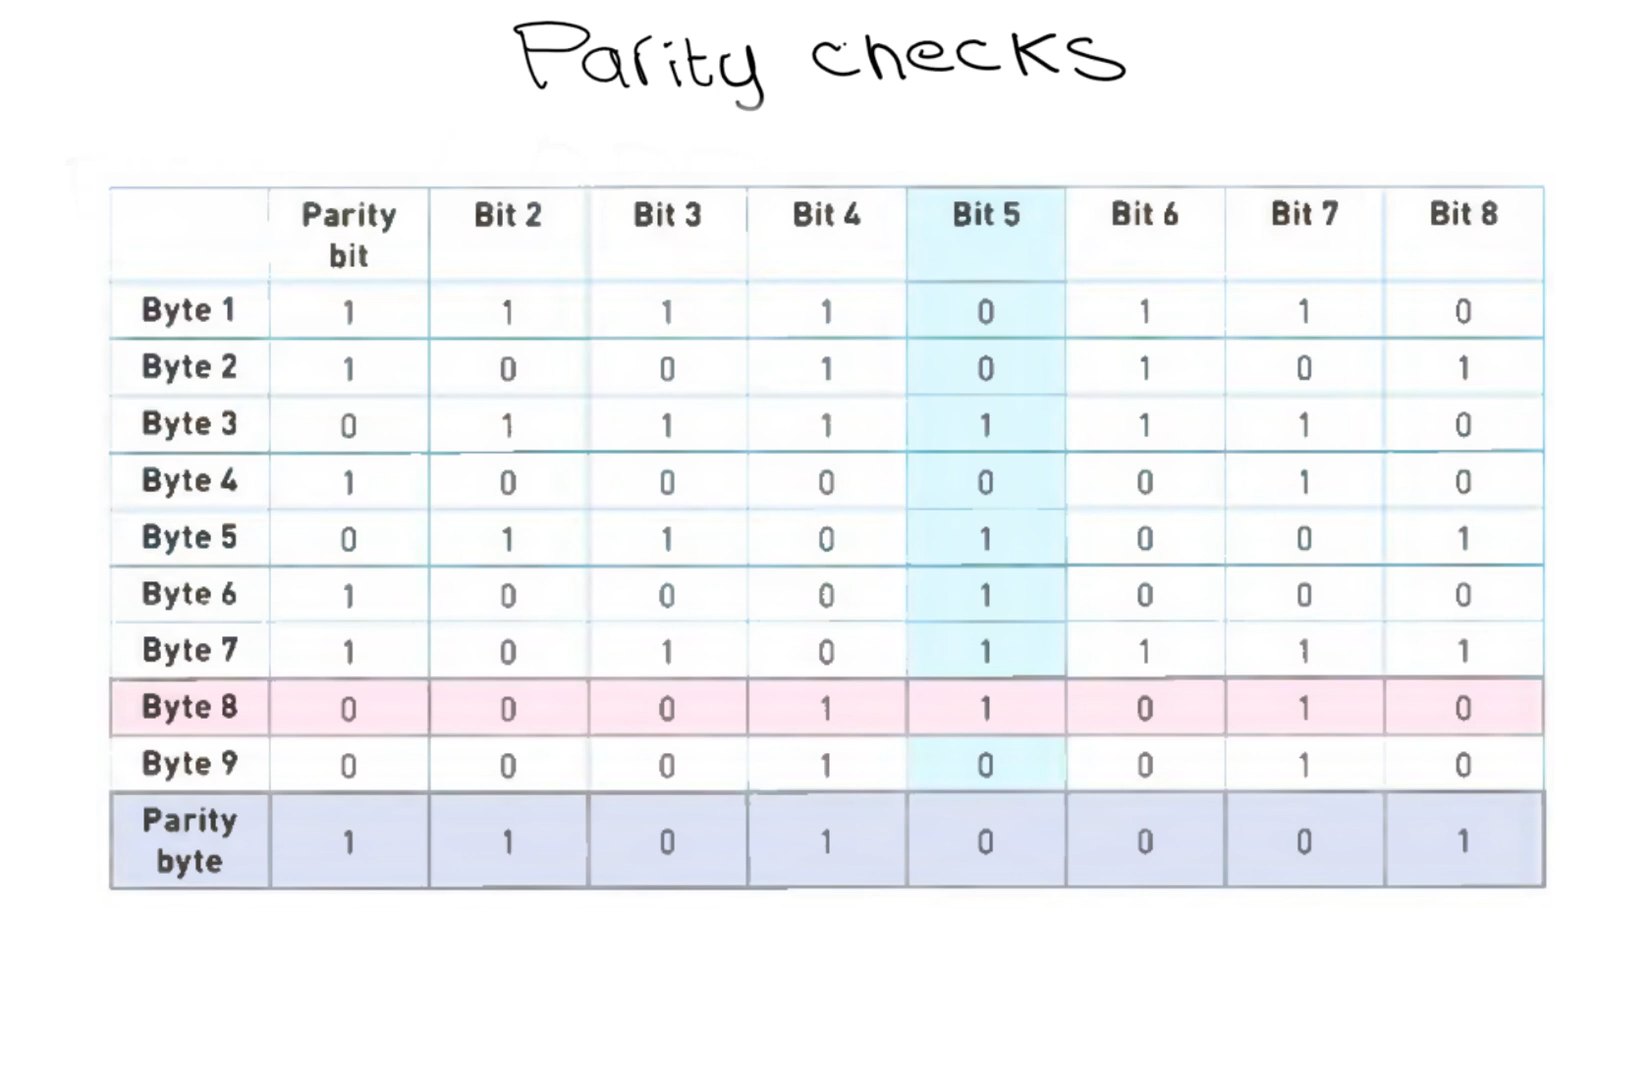 Parity checks
Parity bit Bit 2 Bit 3 Bit 4 Bit 5 Bit 6 Bit 7 Bit 8
Byte 1 1 1 1 1 0 1 1 0
Byte 2 1 0 0 1 0 1 0 1
Byte 3 0 1 1 1 1 1 1 0
Byte 4 1 0 0 0 0 0 1 0
Byte 5 0 1 1 0 1 0 0 1
Byte 6 1 0 0 0 1 0 0 0
Byte 7 1 0 1 0 1 1 1 1
Byte 8 0 0 0 1 1 0 1 0
Byte 9 0 0 0 1 0 0 1 0
Parity byte 1 1 0 1 0 0 0 1